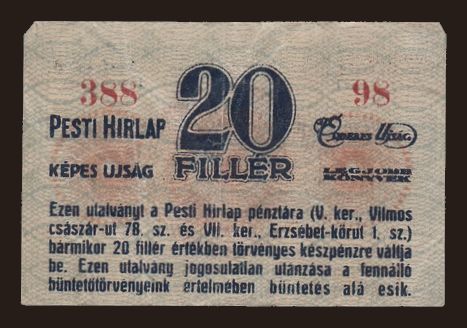 388 20 98
PESTI HIRLAP
KÉPES UJSÁG FILLÉR LEGJOBB
KÖNYVEK
Ezen utalványt a Pesti Hirlap pénztára (V. ker., Vilmos
császár-ut 78. sz. és VII. ker., Erzsébet-körut 1. sz.)
bármikor 20 fillér értékben törvényes készpénzre váltja
be. Ezen utalvány jogosulatlan utánzása a fennálló
büntetőtörvényeink értelmében büntetés alá esik.